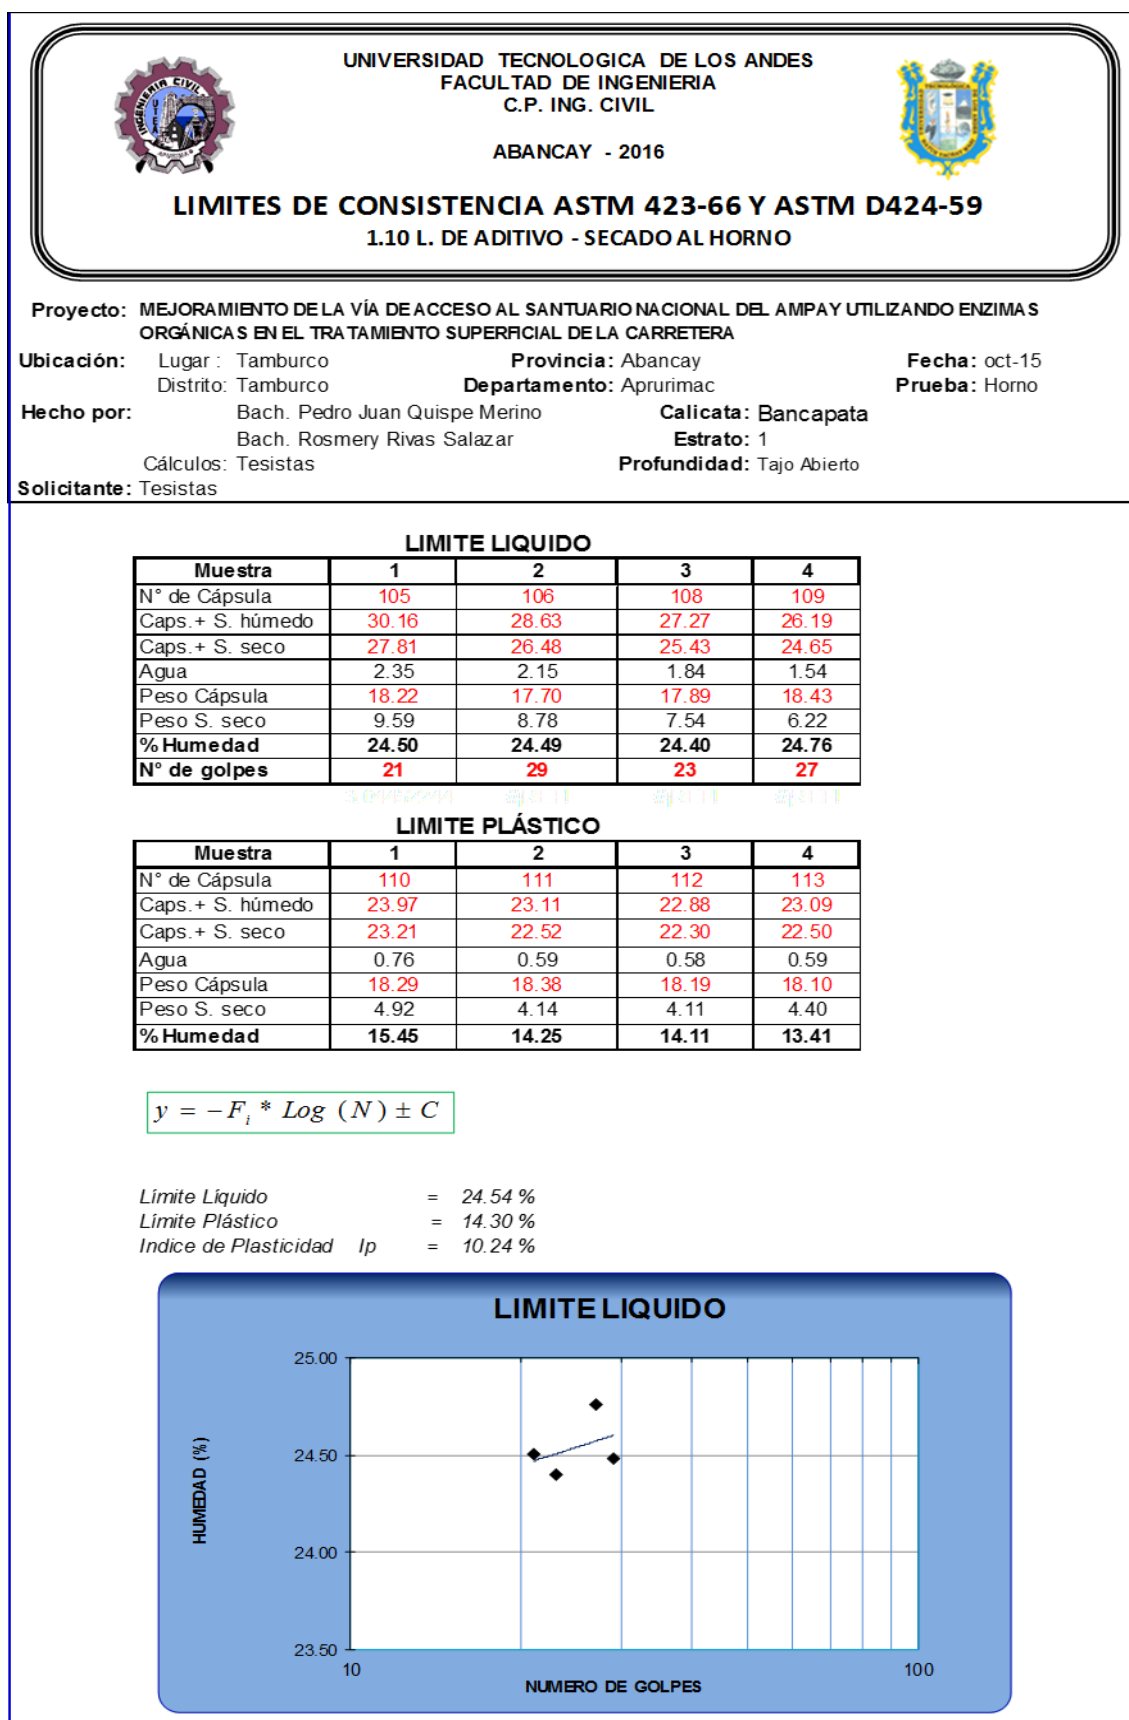 UNIVERSIDAD TECNOLOGICA DE LOS ANDES
FACULTAD DE INGENIERIA
C.P. ING. CIVIL
ABANCAY - 2016
INGENIERIA CIVIL
UTEA
APURIMAC
LIMITES DE CONSISTENCIA ASTM 423-66 Y ASTM D424-59
1.10 L. DE ADITIVO - SECADO AL HORNO
Proyecto: MEJORAMIENTO DE LA VÍA DE ACCESO AL SANTUARIO NACIONAL DEL AMPAY UTILIZANDO ENZIMAS
ORGÁNICAS EN EL TRATAMIENTO SUPERFICIAL DE LA CARRETERA
Ubicación: Lugar : Tamburco Provincia: Abancay Fecha: oct-15
Distrito: Tamburco Departamento: Aprurimac Prueba: Horno
Hecho por: Bach. Pedro Juan Quispe Merino Calicata: Bancapata
Bach. Rosmery Rivas Salazar Estrato: 1
Cálculos: Tesistas Profundidad: Tajo Abierto
Solicitante: Tesistas
LIMITE LIQUIDO
Muestra 1 2 3 4
N° de Cápsula 105 106 108 109
Caps.+ S. húmedo 30.16 28.63 27.27 26.19
Caps.+ S. seco 27.81 26.48 25.43 24.65
Agua 2.35 2.15 1.84 1.54
Peso Cápsula 18.22 17.70 17.89 18.43
Peso S. seco 9.59 8.78 7.54 6.22
% Humedad 24.50 24.49 24.40 24.76
N° de golpes 21 29 23 27
LIMITE PLÁSTICO
Muestra 1 2 3 4
N° de Cápsula 110 111 112 113
Caps.+ S. húmedo 23.97 23.11 22.88 23.09
Caps.+ S. seco 23.21 22.52 22.30 22.50
Agua 0.76 0.59 0.58 0.59
Peso Cápsula 18.29 18.38 18.19 18.10
Peso S. seco 4.92 4.14 4.11 4.40
% Humedad 15.45 14.25 14.11 13.41
y = -F_i * Log (N) ± C
Límite Líquido = 24.54 %
Límite Plástico = 14.30 %
Indice de Plasticidad Ip = 10.24 %
LIMITE LIQUIDO
25.00
24.50
24.00
23.50
HUMEDAD (%)
10 100
NUMERO DE GOLPES